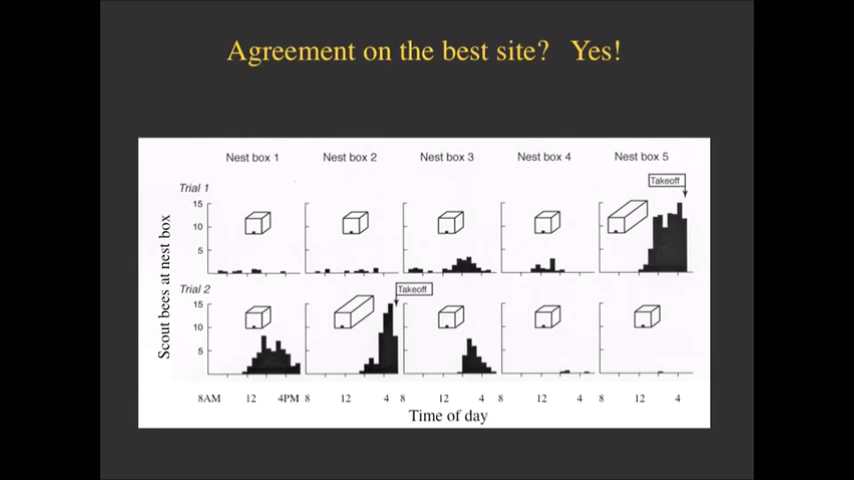 Agreement on the best site? Yes!
Nest box 1 Nest box 2 Nest box 3 Nest box 4 Nest box 5
Takeoff
Trial 1
15
10
5
Trial 2
Takeoff
15
10
5
Scout bees at nest box
8AM 12 4PM 8 12 4 8 12 4 8 12 4 8 12 4
Time of day